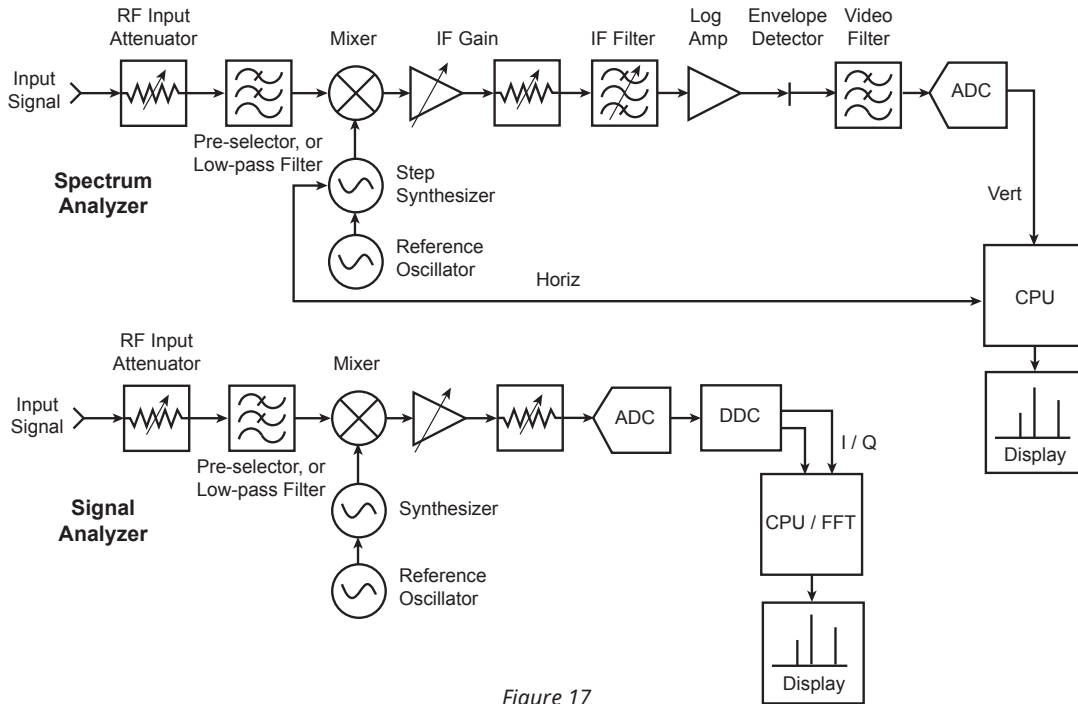 RF Input
Attenuator
Mixer
IF Gain
IF Filter
Log
Amp
Envelope
Detector
Video
Filter
Input
Signal
ADC
Pre-selector, or
Low-pass Filter
Spectrum
Analyzer
Step
Synthesizer
Vert
Reference
Oscillator
Horiz
CPU
RF Input
Attenuator
Mixer
Input
Signal
ADC
DDC
I / Q
Display
Pre-selector, or
Low-pass Filter
Signal
Analyzer
Synthesizer
CPU / FFT
Reference
Oscillator
Display
Figure 17